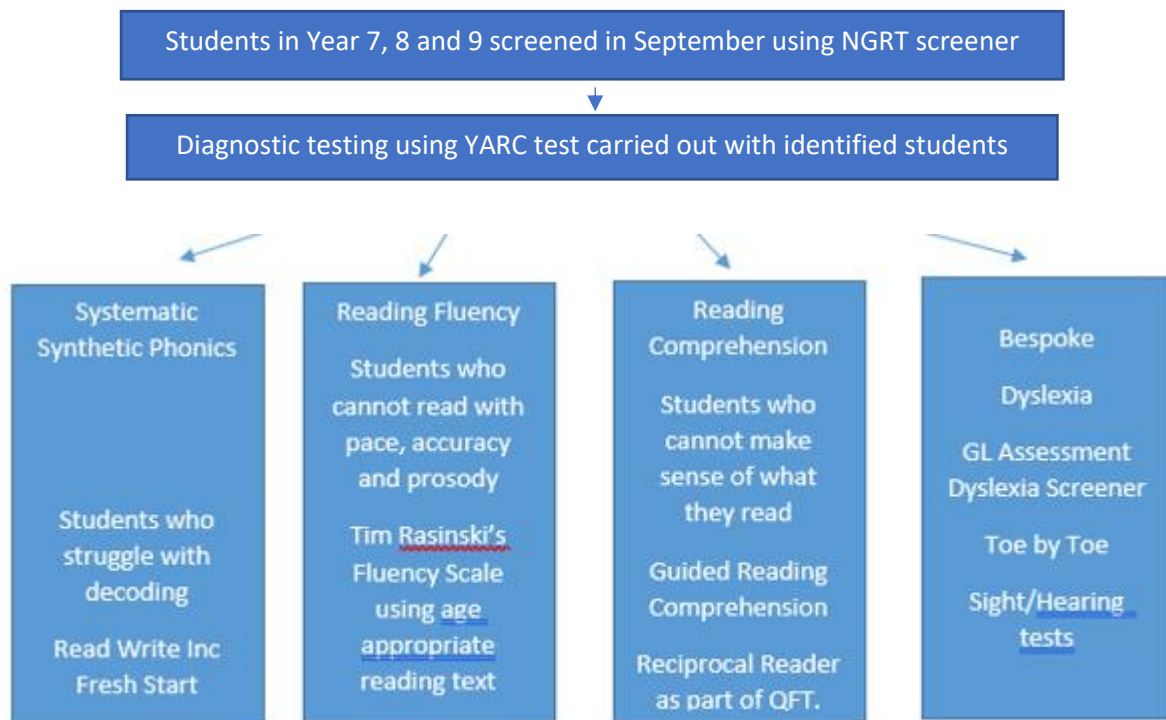 Students in Year 7, 8 and 9 screened in September using NGRT screener
Diagnostic testing using YARC test carried out with identified students
Systematic
Synthetic Phonics
Students who
struggle with
decoding
Read Write Inc
Fresh Start
Reading Fluency
Students who
cannot read with
pace, accuracy
and prosody
Tim Rasinski's
Fluency Scale
using age
appropriate
reading text
Reading
Comprehension
Students who
cannot make
sense of what
they read
Guided Reading
Comprehension
Reciprocal Reader
as part of QFT.
Bespoke
Dyslexia
GL Assessment
Dyslexia Screener
Toe by Toe
Sight/Hearing
tests